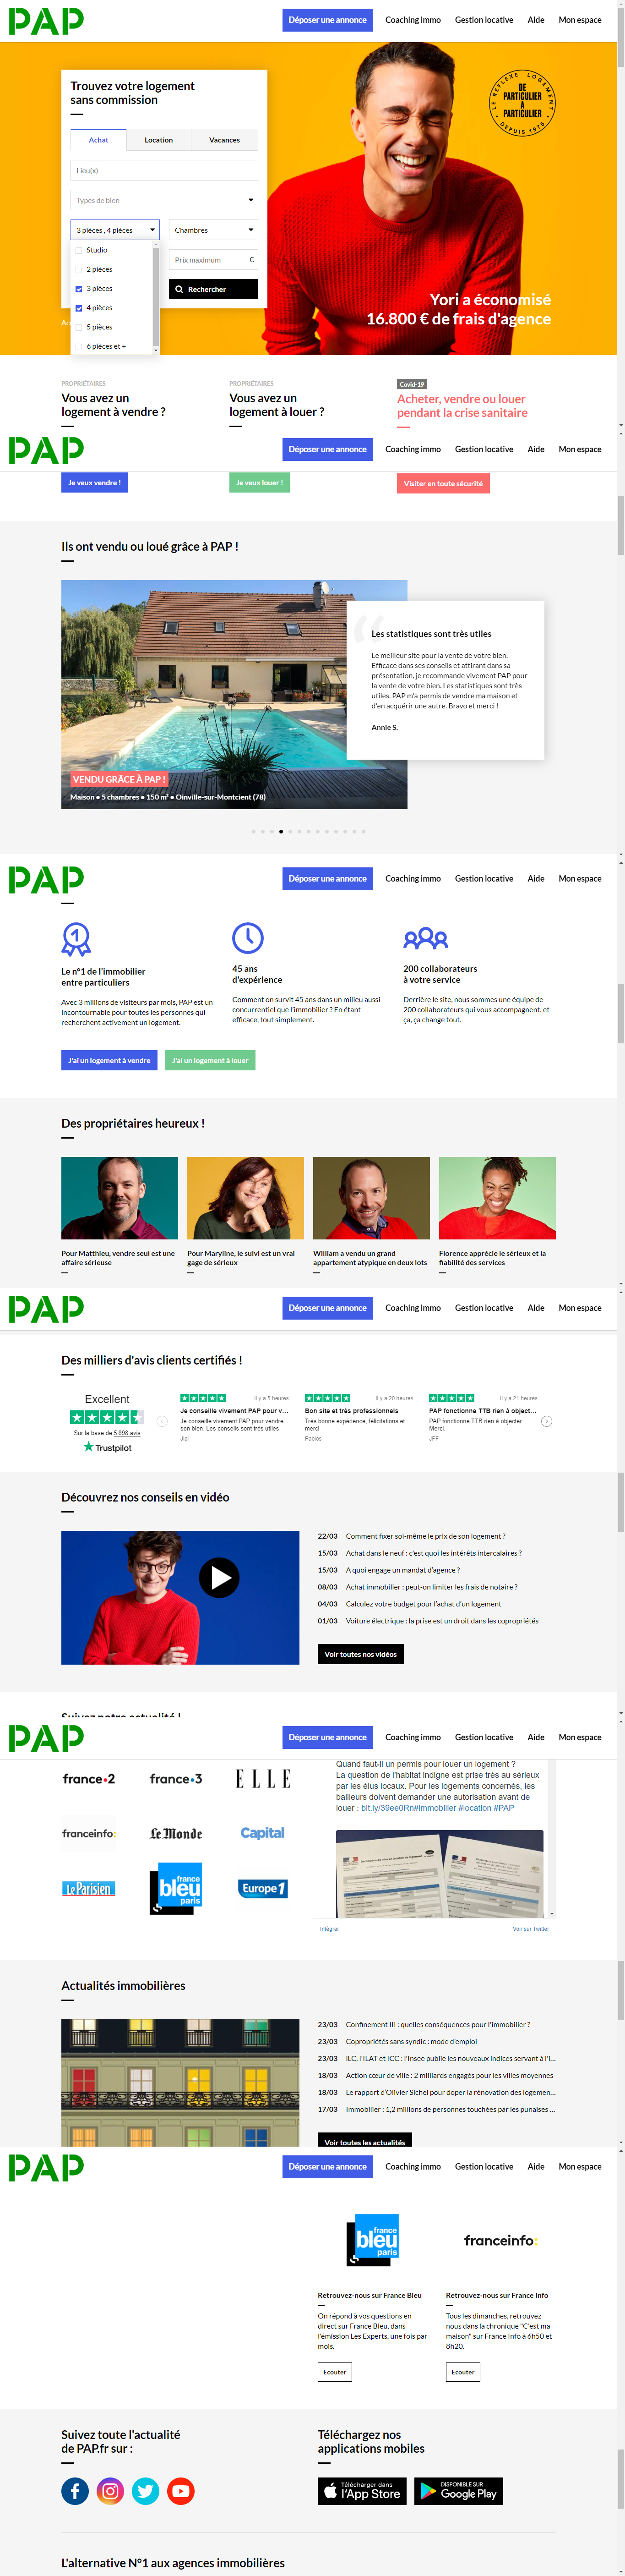 PAP
Déposer une annonce
Coaching immo
Gestion locative
Aide
Mon espace
Trouvez votre logement
sans commission
Achat
Location
Vacances
Lieu(x)
Types de bien
3 pièces , 4 pièces
Chambres
Studio
2 pièces
3 pièces
4 pièces
5 pièces
6 pièces et +
Prix maximum
€
Rechercher
LE REFLEXE LOGEMENT
DE
PARTICULIER
À
PARTICULIER
DEPUIS 1975
Yori a économisé
16.800 € de frais d'agence
PROPRIÉTAIRES
Vous avez un
logement à vendre ?
PROPRIÉTAIRES
Vous avez un
logement à louer ?
Covid-19
Acheter, vendre ou louer
pendant la crise sanitaire
PAP
Déposer une annonce
Coaching immo
Gestion locative
Aide
Mon espace
Je veux vendre !
Je veux louer !
Visiter en toute sécurité
Ils ont vendu ou loué grâce à PAP !
VENDU GRÂCE À PAP !
Maison • 5 chambres • 150 m² • Oinville-sur-Montcient (78)
Les statistiques sont très utiles
Le meilleur site pour la vente de votre bien.
Efficace dans ses conseils et attirant dans sa
présentation, je recommande vivement PAP pour
la vente de votre bien. Les statistiques sont très
utiles. PAP m'a permis de vendre ma maison et
d'en acquérir une autre. Bravo et merci !
Annie S.
PAP
Déposer une annonce
Coaching immo
Gestion locative
Aide
Mon espace
Le n°1 de l'immobilier
entre particuliers
Avec 3 millions de visiteurs par mois, PAP est un
incontournable pour toutes les personnes qui
recherchent activement un logement.
45 ans
d'expérience
Comment on survit 45 ans dans un milieu aussi
concurrentiel que l'immobilier ? En étant
efficace, tout simplement.
200 collaborateurs
à votre service
Derrière le site, nous sommes une équipe de
200 collaborateurs qui vous accompagnent, et
ça, ça change tout.
J'ai un logement à vendre
J'ai un logement à louer
Des propriétaires heureux !
Pour Matthieu, vendre seul est une
affaire sérieuse
Pour Maryline, le suivi est un vrai
gage de sérieux
William a vendu un grand
appartement atypique en deux lots
Florence apprécie le sérieux et la
fiabilité des services
PAP
Déposer une annonce
Coaching immo
Gestion locative
Aide
Mon espace
Des milliers d'avis clients certifiés !
Excellent
Sur la base de 5 898 avis
Trustpilot
Il y a 5 heures
Je conseille vivement PAP pour v...
Je conseille vivement PAP pour vendre
son bien. Les conseils sont très utiles
Jipi
Il y a 20 heures
Bon site et très professionnels
Très bonne expérience, félicitations et
merci
Pablos
Il y a 21 heures
PAP fonctionne TTB rien à object...
PAP fonctionne TTB rien à objecter.
Merci.
JFF
Découvrez nos conseils en vidéo
22/03 Comment fixer soi-même le prix de son logement ?
15/03 Achat dans le neuf : c'est quoi les intérêts intercalaires ?
15/03 A quoi engage un mandat d'agence ?
08/03 Achat immobilier : peut-on limiter les frais de notaire ?
04/03 Calculez votre budget pour l'achat d'un logement
01/03 Voiture électrique : la prise est un droit dans les copropriétés
Voir toutes nos vidéos
Suivez notre actualité !
PAP
Déposer une annonce
Coaching immo
Gestion locative
Aide
Mon espace
france•2
france•3
ELLE
franceinfo:
Le Monde
Capital
Le Parisien
france
bleu
paris
Europe 1
Quand faut-il un permis pour louer un logement ?
La question de l'habitat indigne est prise très au sérieux
par les élus locaux. Pour les logements concernés, les
bailleurs doivent demander une autorisation avant de
louer : bit.ly/39ee0Rn#immobilier #location #PAP
Intégrer
Voir sur Twitter
Actualités immobilières
23/03 Confinement III : quelles conséquences pour l'immobilier ?
23/03 Copropriétés sans syndic : mode d'emploi
23/03 ILC, l'ILAT et ICC : l'Insee publie les nouveaux indices servant à l'i...
18/03 Action cœur de ville : 2 milliards engagés pour les villes moyennes
18/03 Le rapport d'Olivier Sichel pour doper la rénovation des logemen...
17/03 Immobilier : 1,2 millions de personnes touchées par les punaises ...
Voir toutes les actualités
PAP
Déposer une annonce
Coaching immo
Gestion locative
Aide
Mon espace
france
bleu
paris
franceinfo:
Retrouvez-nous sur France Bleu
On répond à vos questions en
direct sur France Bleu, dans
l'émission Les Experts, une fois par
mois.
Ecouter
Retrouvez-nous sur France Info
Tous les dimanches, retrouvez
nous dans la chronique "C'est ma
maison" sur France Info à 6h50 et
8h20.
Ecouter
Suivez toute l'actualité
de PAP.fr sur :
Téléchargez nos
applications mobiles
Télécharger dans
l'App Store
DISPONIBLE SUR
Google Play
L'alternative N°1 aux agences immobilières